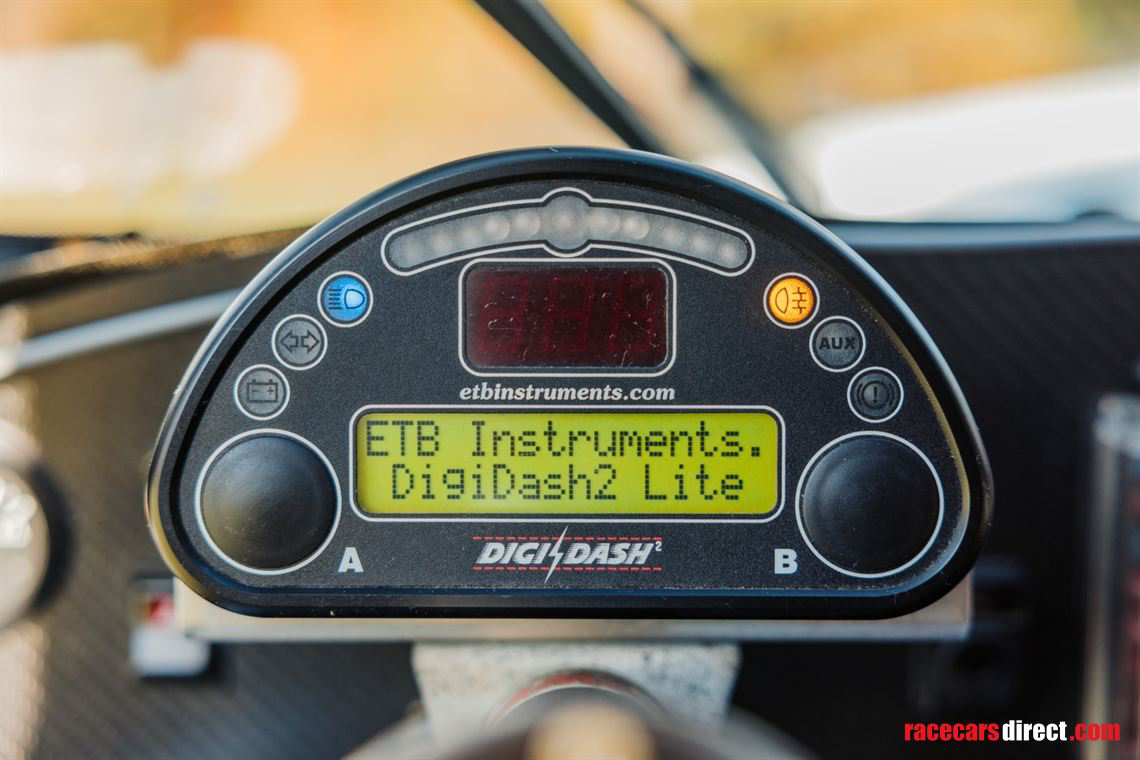 AUX
etbinstruments.com
ETB Instruments.
DigiDash2 Lite
DIGIDASH²
A
B
racecarsdirect.com